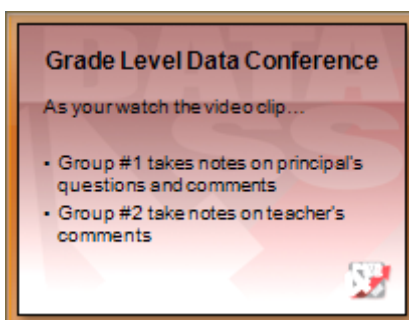 Grade Level Data Conference
As your watch the video clip…
▪ Group #1 takes notes on principal's
questions and comments
▪ Group #2 take notes on teacher's
comments